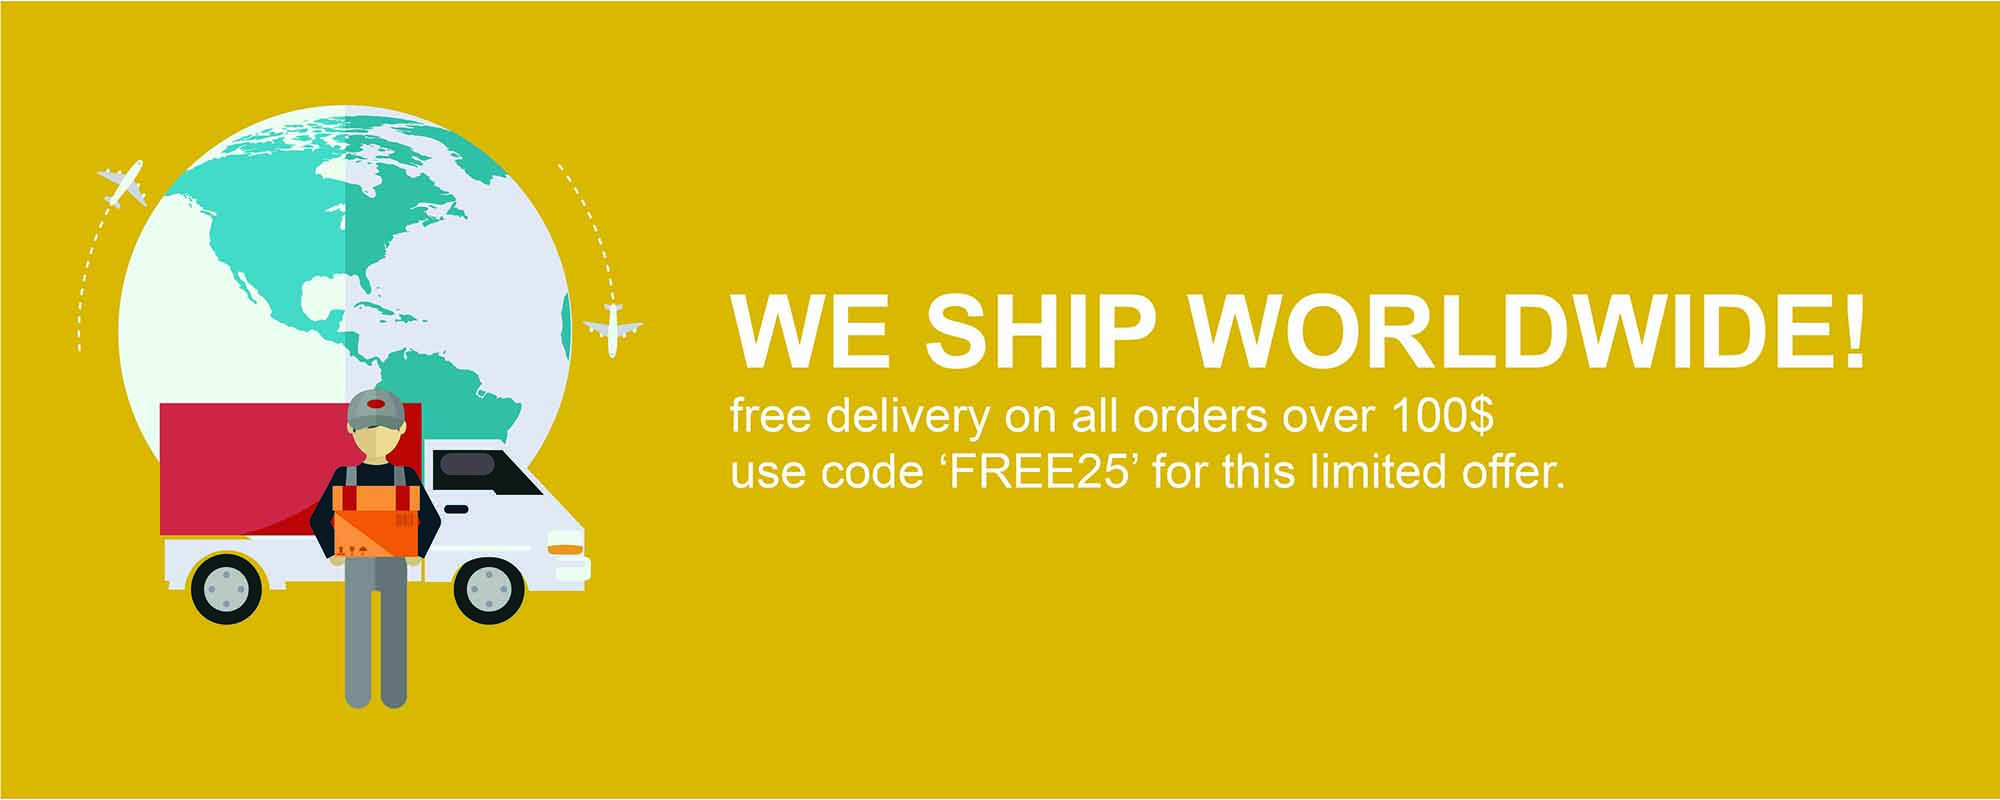 WE SHIP WORLDWIDE!
free delivery on all orders over 100$
use code ‘FREE25’ for this limited offer.